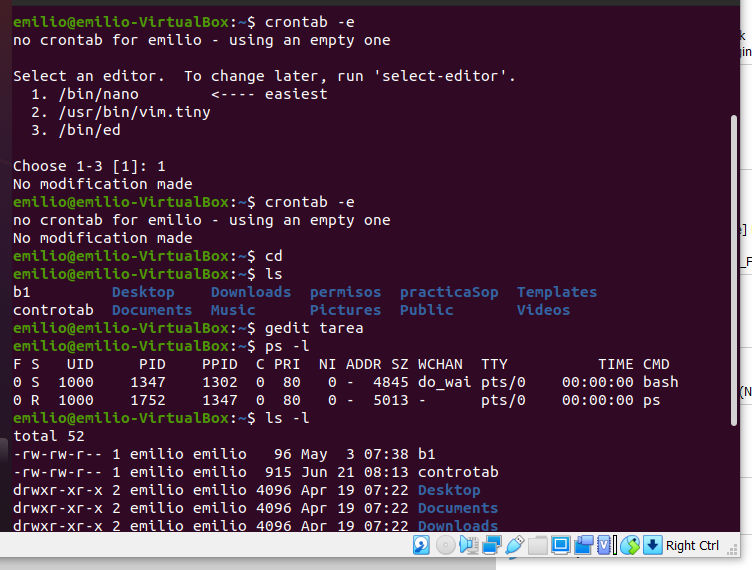 emilio@emilio-VirtualBox:~$ crontab -e
no crontab for emilio - using an empty one

Select an editor.  To change later, run 'select-editor'.
  1. /bin/nano        <---- easiest
  2. /usr/bin/vim.tiny
  3. /bin/ed

Choose 1-3 [1]: 1
No modification made
emilio@emilio-VirtualBox:~$ crontab -e
no crontab for emilio - using an empty one
No modification made
emilio@emilio-VirtualBox:~$ cd
emilio@emilio-VirtualBox:~$ ls
b1         Desktop    Downloads  permisos  practicaSop  Templates
controtab  Documents  Music      Pictures  Public       Videos
emilio@emilio-VirtualBox:~$ gedit tarea
emilio@emilio-VirtualBox:~$ ps -l
F S   UID     PID    PPID  C PRI  NI ADDR SZ WCHAN  TTY          TIME CMD
0 S  1000    1347    1302  0  80   0 -  4845 do_wai pts/0    00:00:00 bash
0 R  1000    1752    1347  0  80   0 -  5013 -      pts/0    00:00:00 ps
emilio@emilio-VirtualBox:~$ ls -l
total 52
-rw-rw-r-- 1 emilio emilio   96 May  3 07:38 b1
-rw-rw-r-- 1 emilio emilio  915 Jun 21 08:13 controtab
drwxr-xr-x 2 emilio emilio 4096 Apr 19 07:22 Desktop
drwxr-xr-x 2 emilio emilio 4096 Apr 19 07:22 Documents
drwxr-xr-x 2 emilio emilio 4096 Apr 19 07:22 Downloads
Right Ctrl